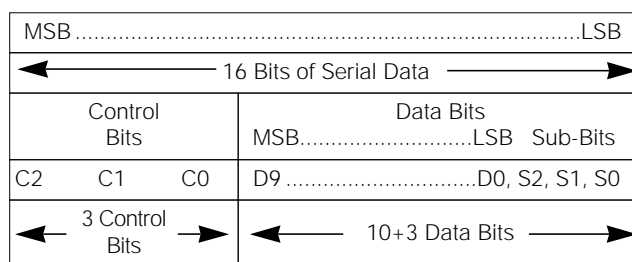 MSB..............................................................................LSB
16 Bits of Serial Data
Control
Bits
Data Bits
MSB...........................LSB Sub-Bits
C2 C1 C0
D9..............................D0, S2, S1, S0
3 Control
Bits
10+3 Data Bits